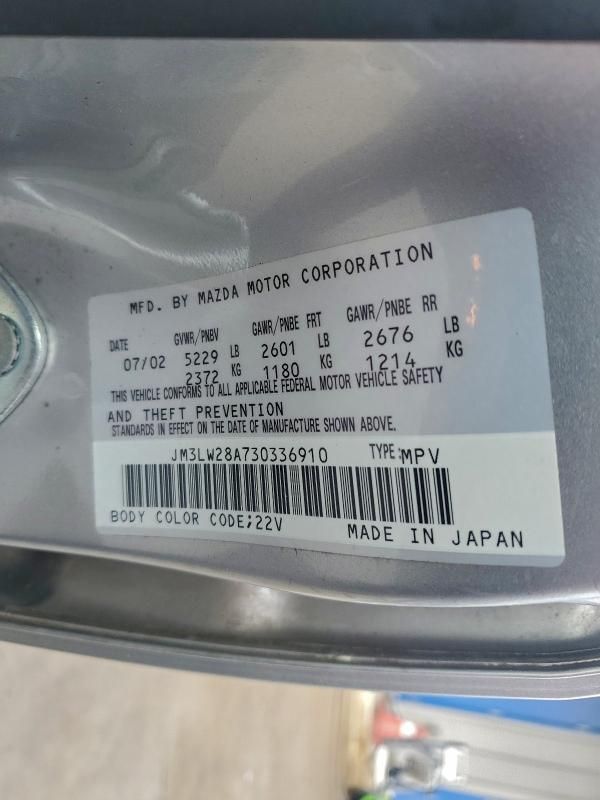 MFD. BY MAZDA MOTOR CORPORATION
DATE GVWR/PNBV GAWR/PNBE FRT GAWR/PNBE RR
07/02 5229 LB 2601 LB 2676 LB
2372 KG 1180 KG 1214 KG
THIS VEHICLE CONFORMS TO ALL APPLICABLE FEDERAL MOTOR VEHICLE SAFETY
AND THEFT PREVENTION
STANDARDS IN EFFECT ON THE DATE OF MANUFACTURE SHOWN ABOVE.
JM3LW28A730336910 TYPE:MPV
BODY COLOR CODE;22V MADE IN JAPAN